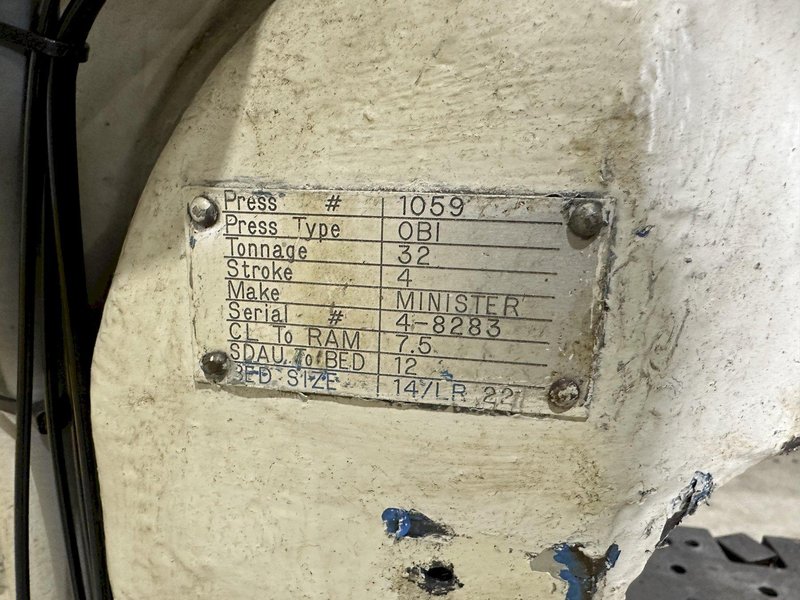 Press # 1059
Press Type OBI
Tonnage 32
Stroke 4
Make MINISTER
Serial # 4-8283
CL To RAM 7.5
SDAU To BED 12
BED SIZE 14/LR 22